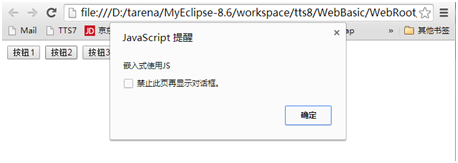 file:///D:/tarena/MyEclipse-8.6/workspace/tts8/WebBasic/WebRoot
Mail TTS7 JD 京 ap 其他书签
按钮1 按钮2 按钮3
JavaScript 提醒
嵌入式使用JS
禁止此页再显示对话框。
确定